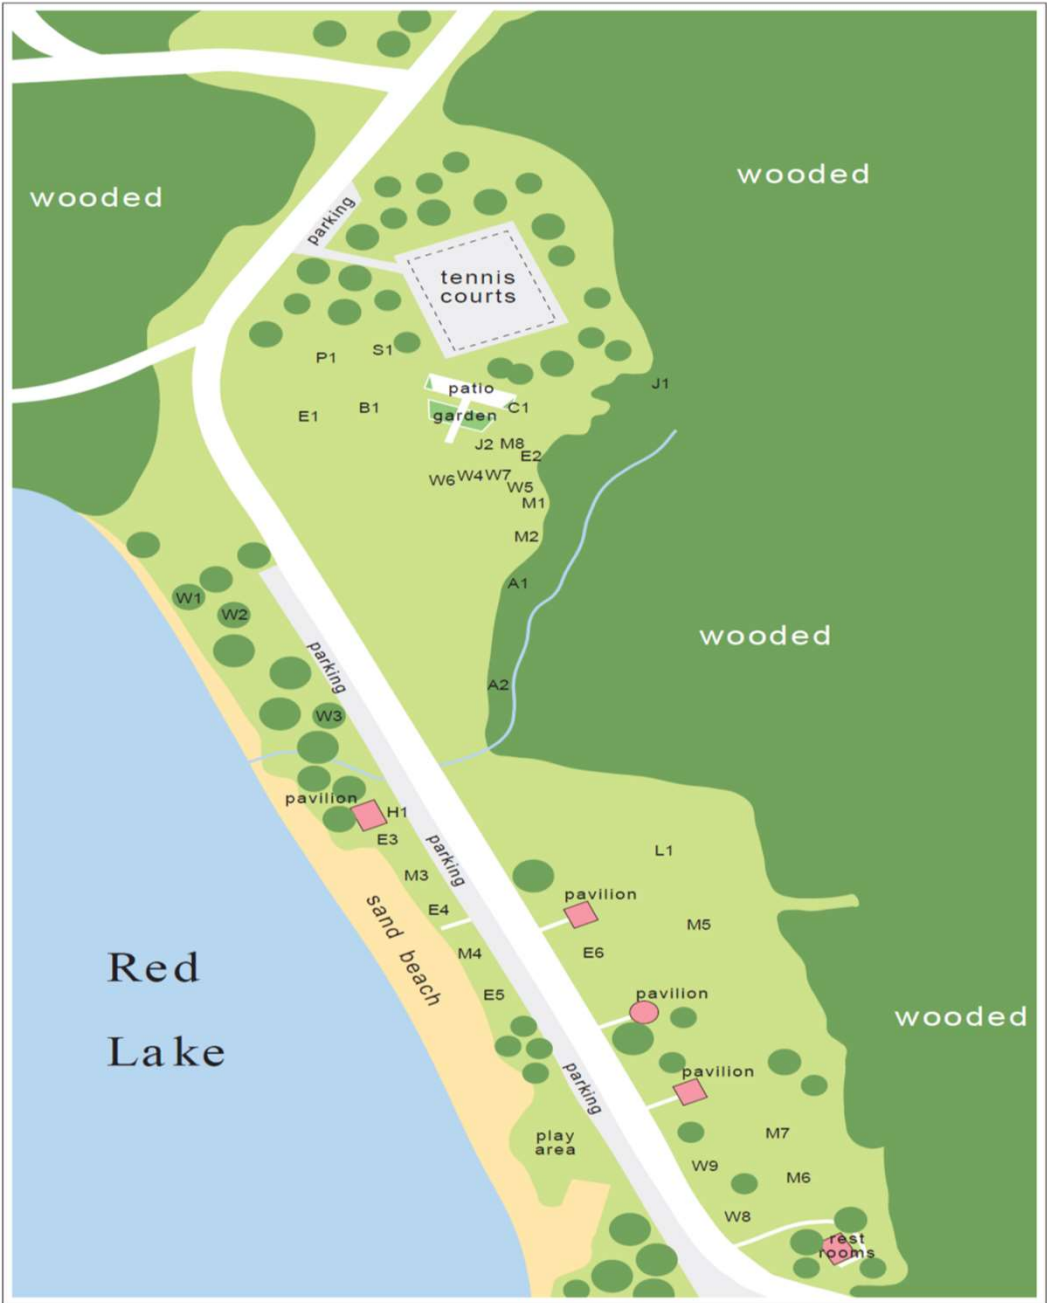 wooded
wooded
parking
tennis
courts
P1
S1
J1
patio
E1
B1
C1
garden
J2
M8
E2
W6
W4
W7
W5
M1
M2
A1
W1
W2
wooded
parking
A2
W3
pavilion
H1
E3
parking
L1
M3
pavilion
E4
sand beach
M5
M4
E6
Red
Lake
E5
pavilion
wooded
pavilion
parking
play
area
M7
W9
M6
W8
rest
rooms